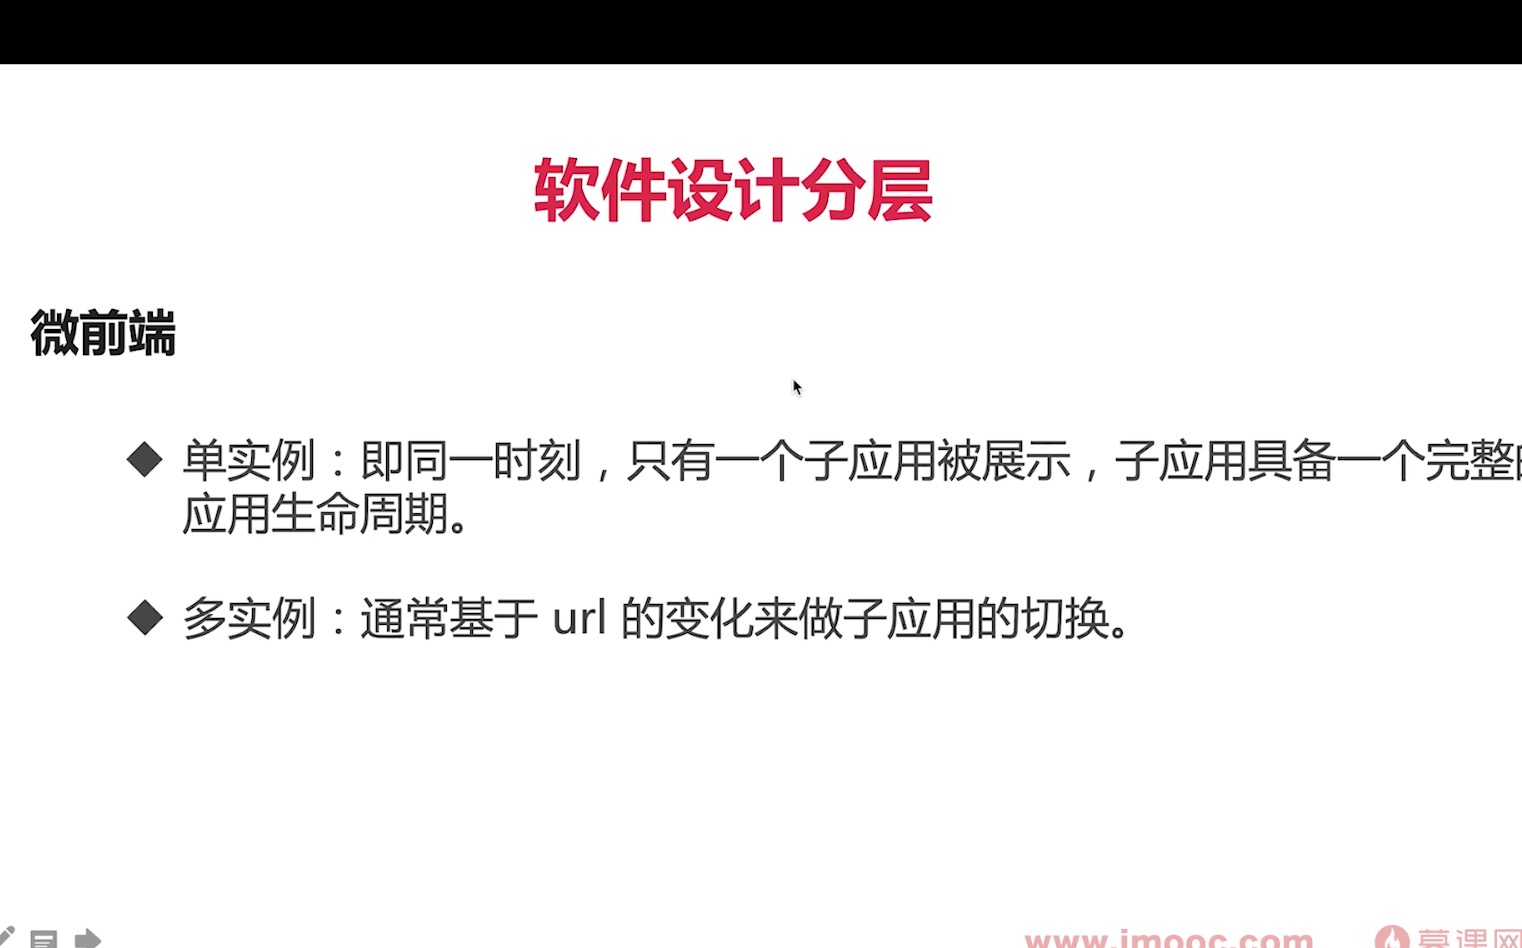 软件设计分层
微前端
◆ 单实例：即同一时刻，只有一个子应用被展示，子应用具备一个完整的
应用生命周期。
◆ 多实例：通常基于 url 的变化来做子应用的切换。
www.imooc.com 慕课网